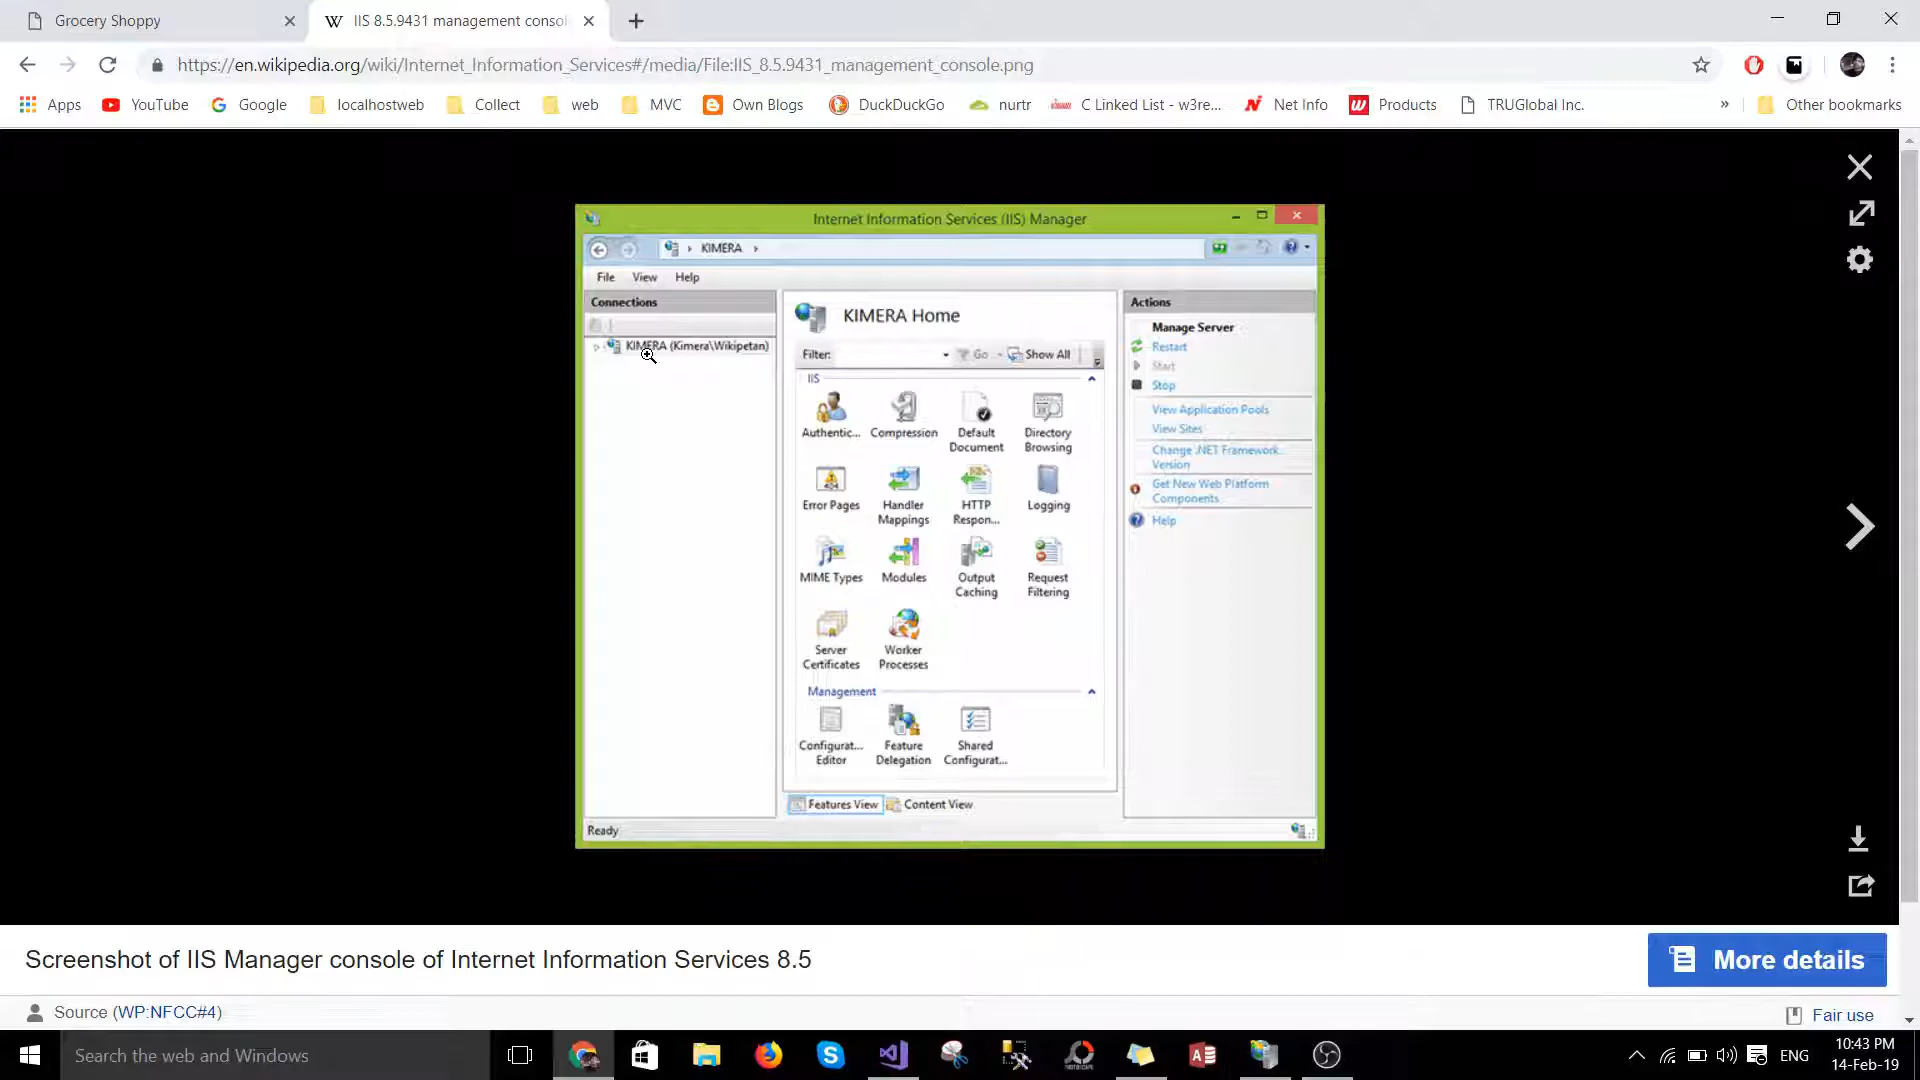 Grocery Shoppy
IIS 8.5.9431 management conso
https://en.wikipedia.org/wiki/Internet_Information_Services#/media/File:IIS_8.5.9431_management_console.png
Apps YouTube Google localhostweb Collect web MVC Own Blogs DuckDuckGo nurtr C Linked List - w3re... Net Info Products TRUGlobal Inc. » Other bookmarks
Internet Information Services (IIS) Manager
KIMERA
File View Help
Connections
KIMERA (Kimera\Wikipetan)
KIMERA Home
Filter: Go Show All
IIS
Authentic... Compression Default Document Directory Browsing
Error Pages Handler Mappings HTTP Respon... Logging
MIME Types Modules Output Caching Request Filtering
Server Certificates Worker Processes
Management
Configurat... Editor Feature Delegation Shared Configurat...
Features View Content View
Actions
Manage Server
Restart
Start
Stop
View Application Pools
View Sites
Change .NET Framework
Version
Get New Web Platform
Components
Help
Ready
Screenshot of IIS Manager console of Internet Information Services 8.5
More details
Source (WP:NFCC#4)
Fair use
Search the web and Windows
ENG
10:43 PM
14-Feb-19